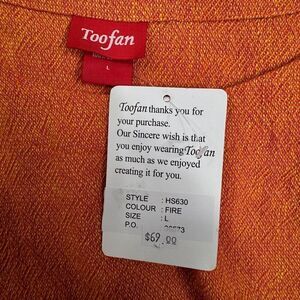 Toofan
L
Toofan thanks you for
your purchase.
Our Sincere wish is that
you enjoy wearing Toofan
as much as we enjoyed
creating it for you.
STYLE : HS630
COLOUR : FIRE
SIZE : L
P.O.
$69.00